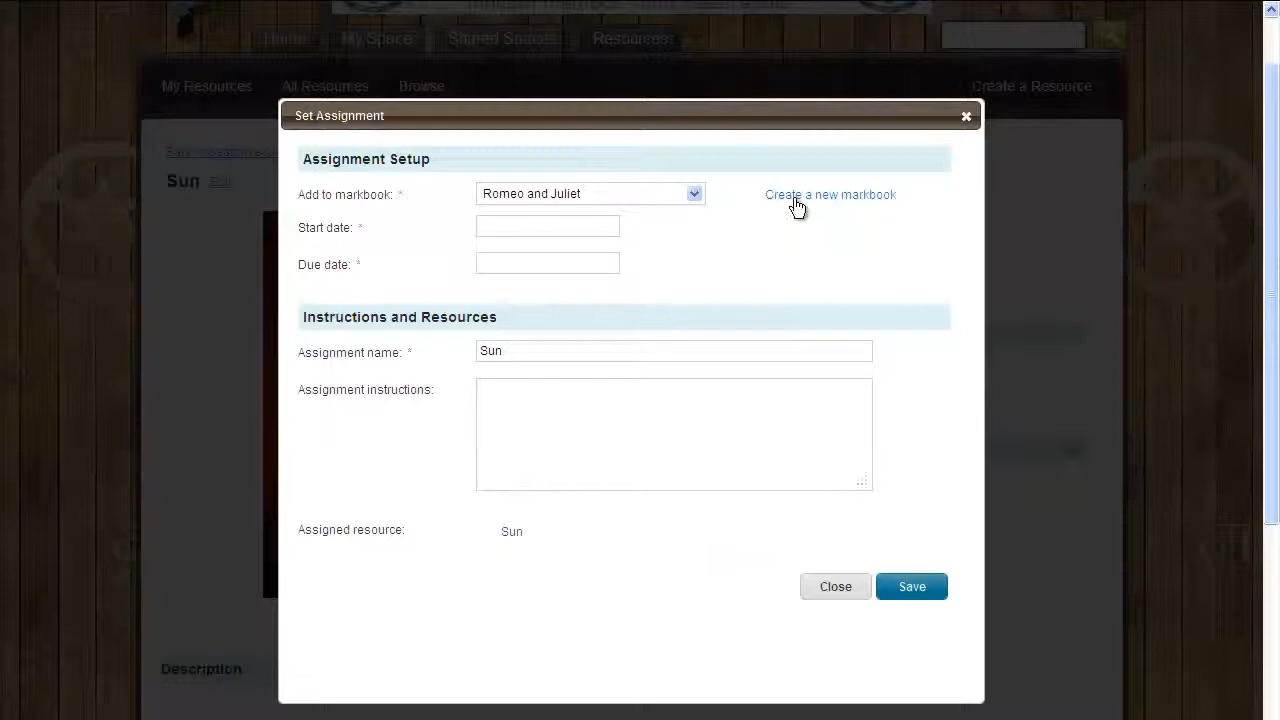 Home My Space Shared Spaces Resources
My Resources All Resources Browse Create a Resource
Set Assignment
Sun Edit
Assignment Setup
Add to markbook: * Romeo and Juliet Create a new markbook
Start date: *
Due date: *
Instructions and Resources
Assignment name: * Sun
Assignment instructions:
Assigned resource: Sun
Close Save
Description